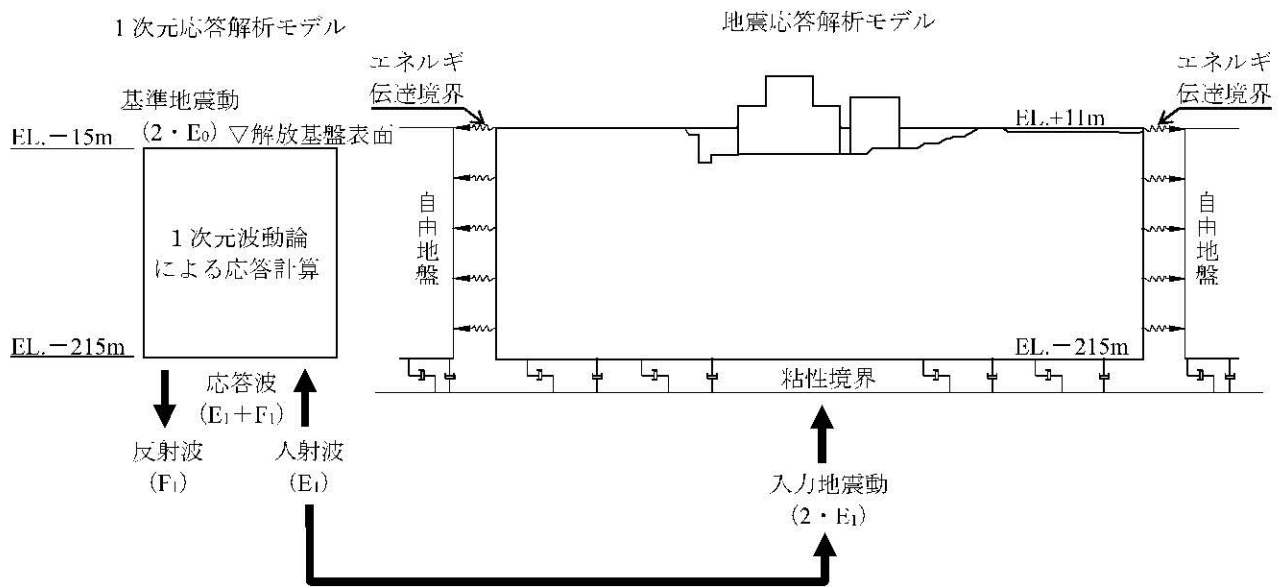 １次元応答解析モデル
地震応答解析モデル
エネルギ
伝達境界
エネルギ
伝達境界
基準地震動
(2・E₀) ▽解放基盤表面
EL.－15m
EL.+11m
１次元波動論
による応答計算
自由地盤
自由地盤
EL.－215m
EL.－215m
粘性境界
応答波
(E₁＋F₁)
反射波
(F₁)
入射波
(E₁)
入力地震動
(2・E₁)